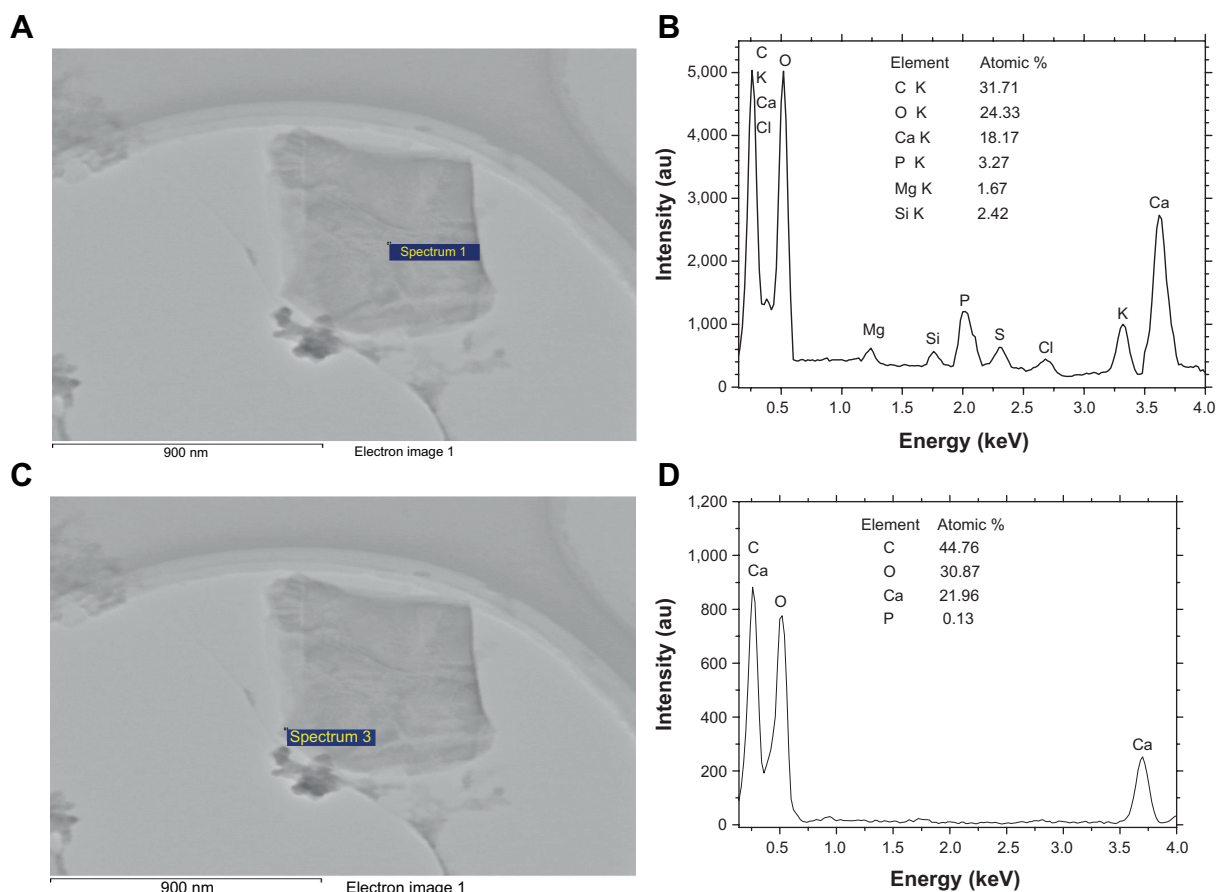 A
Spectrum 1
900 nm
Electron image 1
B
Intensity (au)
5,000
4,000
3,000
2,000
1,000
0
C
K
Ca
Cl
O
Element Atomic %
C K 31.71
O K 24.33
Ca K 18.17
P K 3.27
Mg K 1.67
Si K 2.42
Mg
Si
P
S
Cl
K
Ca
0.5 1.0 1.5 2.0 2.5 3.0 3.5 4.0
Energy (keV)
C
Spectrum 3
900 nm
Electron image 1
D
Intensity (au)
1,200
1,000
800
600
400
200
0
C
Ca
O
Element Atomic %
C 44.76
O 30.87
Ca 21.96
P 0.13
Ca
0.5 1.0 1.5 2.0 2.5 3.0 3.5 4.0
Energy (keV)